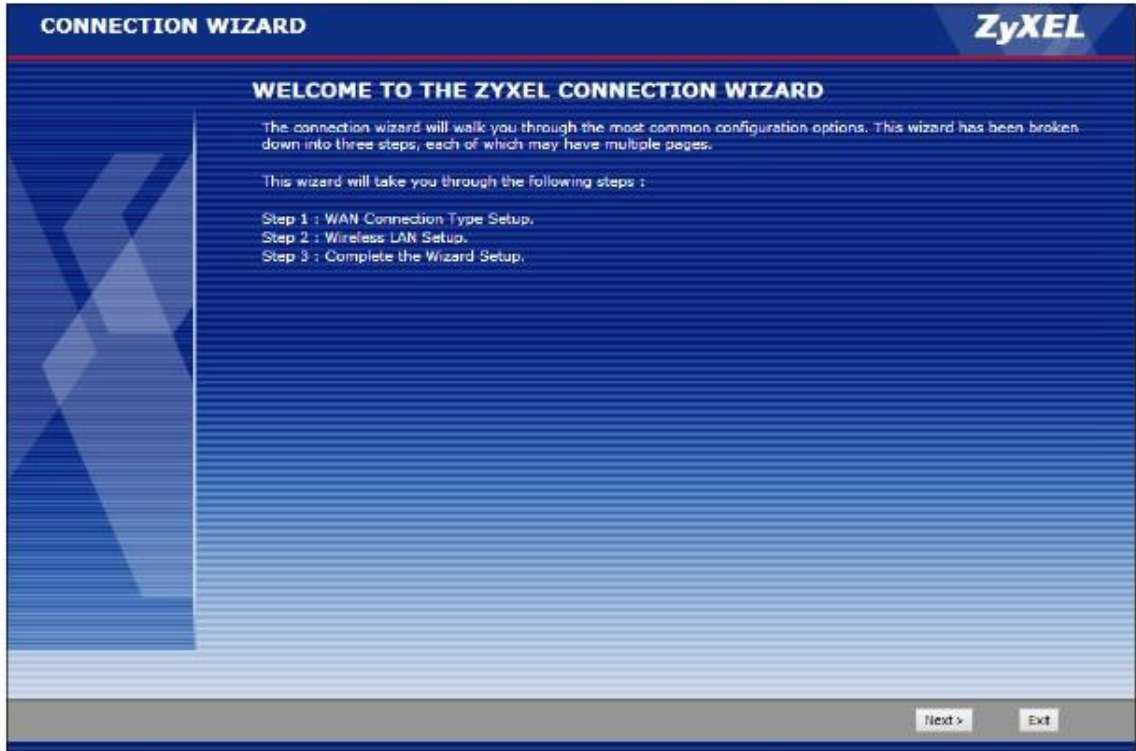 CONNECTION WIZARD
ZyXEL
WELCOME TO THE ZYXEL CONNECTION WIZARD
The connection wizard will walk you through the most common configuration options. This wizard has been broken
down into three steps, each of which may have multiple pages.
This wizard will take you through the following steps :
Step 1 : WAN Connection Type Setup.
Step 2 : Wireless LAN Setup.
Step 3 : Complete the Wizard Setup.
Next >
Exit